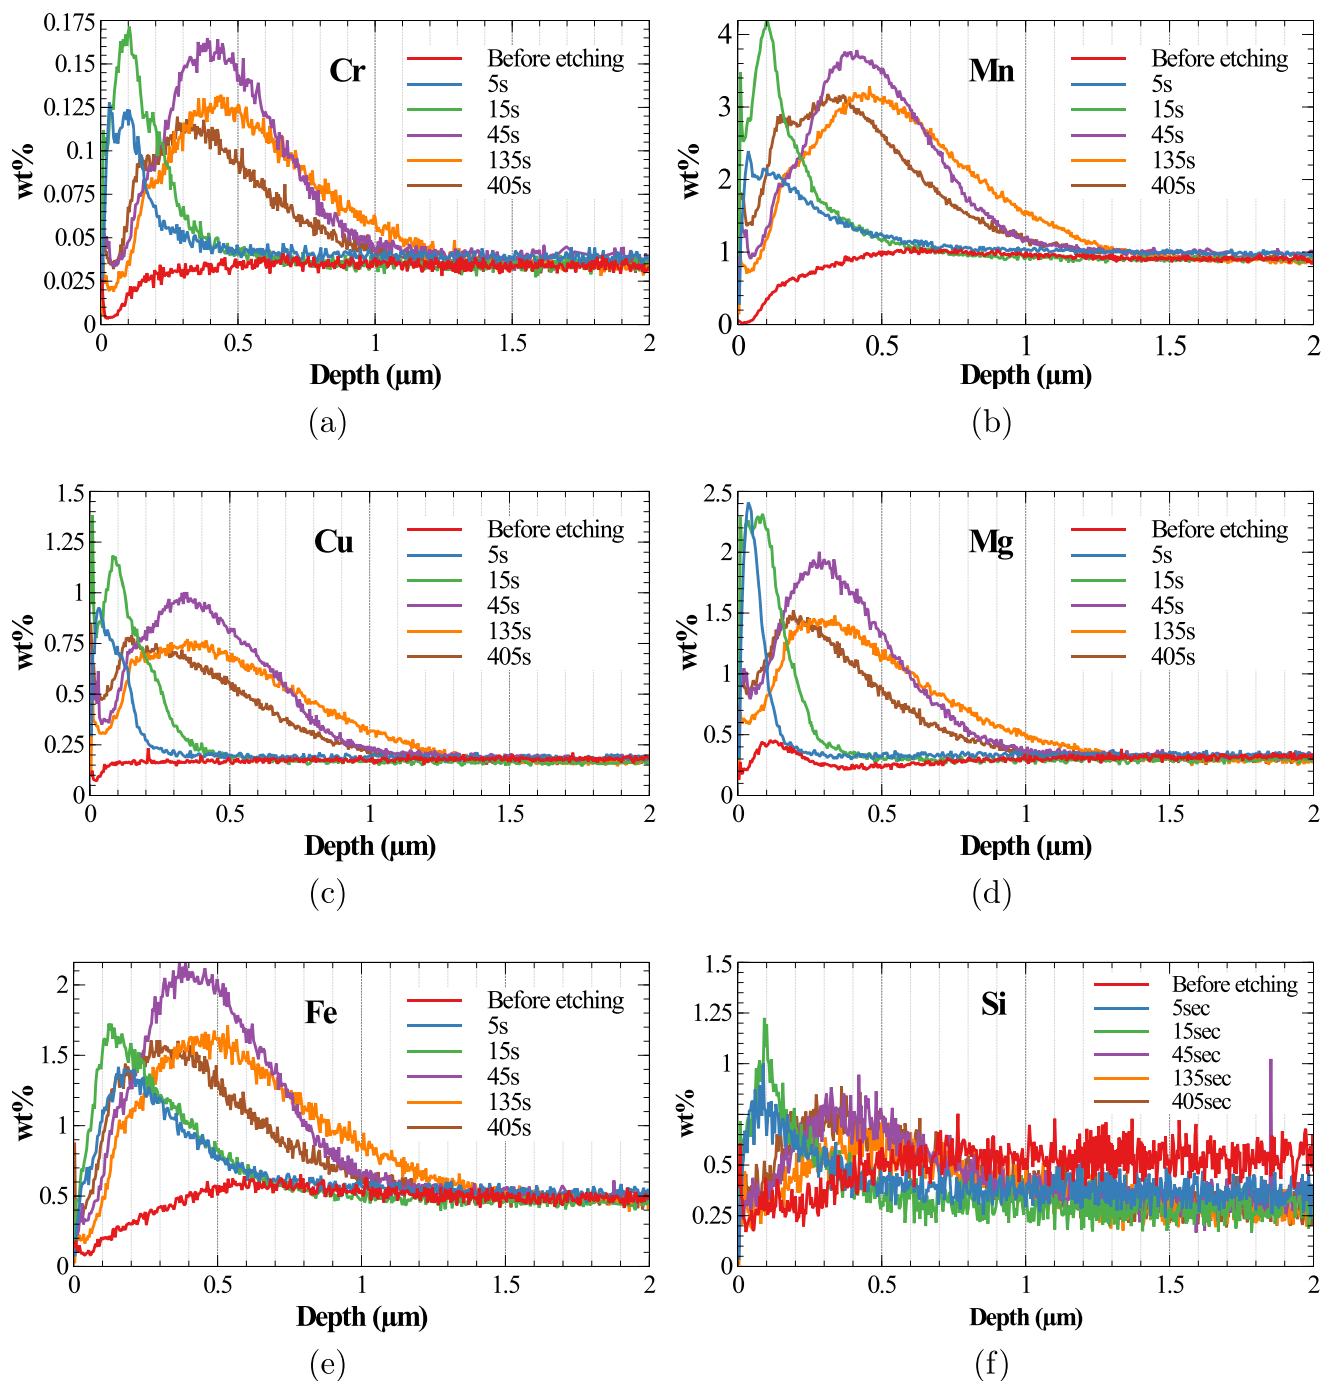 0.175
0.15
0.125
0.1
0.075
0.05
0.025
0
wt%
Cr
Before etching
5s
15s
45s
135s
405s
0 0.5 1 1.5 2
Depth (μm)
(a)
4
3
2
1
0
wt%
Mn
Before etching
5s
15s
45s
135s
405s
0 0.5 1 1.5 2
Depth (μm)
(b)
1.5
1.25
1
0.75
0.5
0.25
0
wt%
Cu
Before etching
5s
15s
45s
135s
405s
0 0.5 1 1.5 2
Depth (μm)
(c)
2.5
2
1.5
1
0.5
0
wt%
Mg
Before etching
5s
15s
45s
135s
405s
0 0.5 1 1.5 2
Depth (μm)
(d)
2
1.5
1
0.5
0
wt%
Fe
Before etching
5s
15s
45s
135s
405s
0 0.5 1 1.5 2
Depth (μm)
(e)
1.5
1.25
1
0.5
0.25
0
wt%
Si
Before etching
5sec
15sec
45sec
135sec
405sec
0 0.5 1 1.5 2
Depth (μm)
(f)